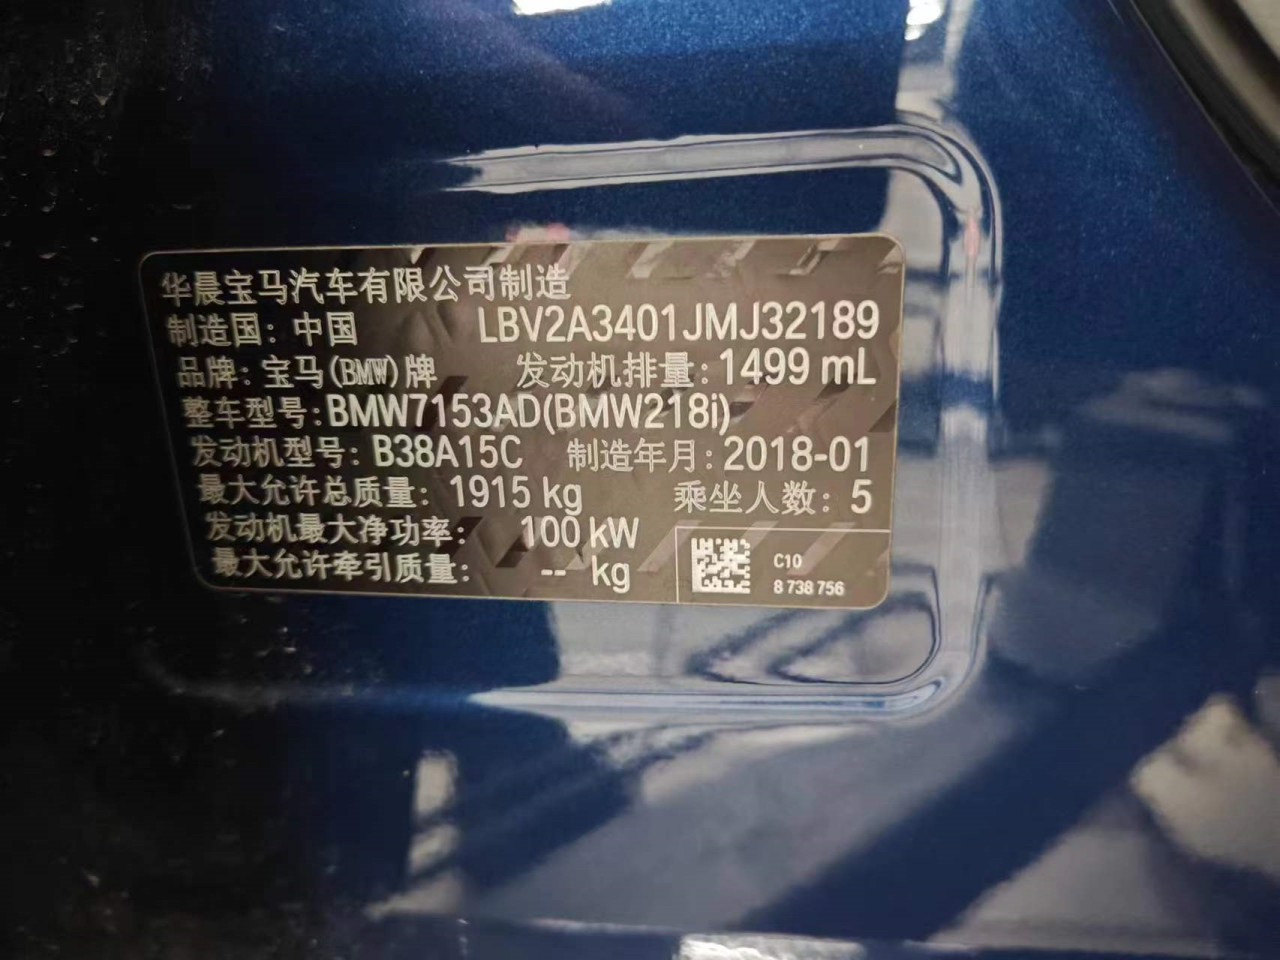 华晨宝马汽车有限公司制造
制造国: 中国 LBV2A3401JMJ32189
品牌: 宝马(BMW)牌 发动机排量: 1499 mL
整车型号: BMW7153AD(BMW218i)
发动机型号: B38A15C 制造年月: 2018-01
最大允许总质量: 1915 kg 乘坐人数: 5
发动机最大净功率: 100 kW
最大允许牵引质量: -- kg
C10
8 738 756